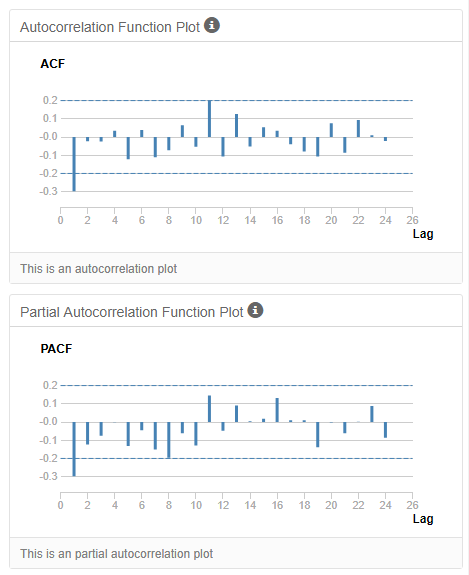 Autocorrelation Function Plot
ACF
0.2
0.1
-0.0
-0.1
-0.2
-0.3
0 2 4 6 8 10 12 14 16 18 20 22 24 26
Lag
This is an autocorrelation plot
Partial Autocorrelation Function Plot
PACF
0.2
0.1
-0.0
-0.1
-0.2
-0.3
0 2 4 6 8 10 12 14 16 18 20 22 24 26
Lag
This is an partial autocorrelation plot